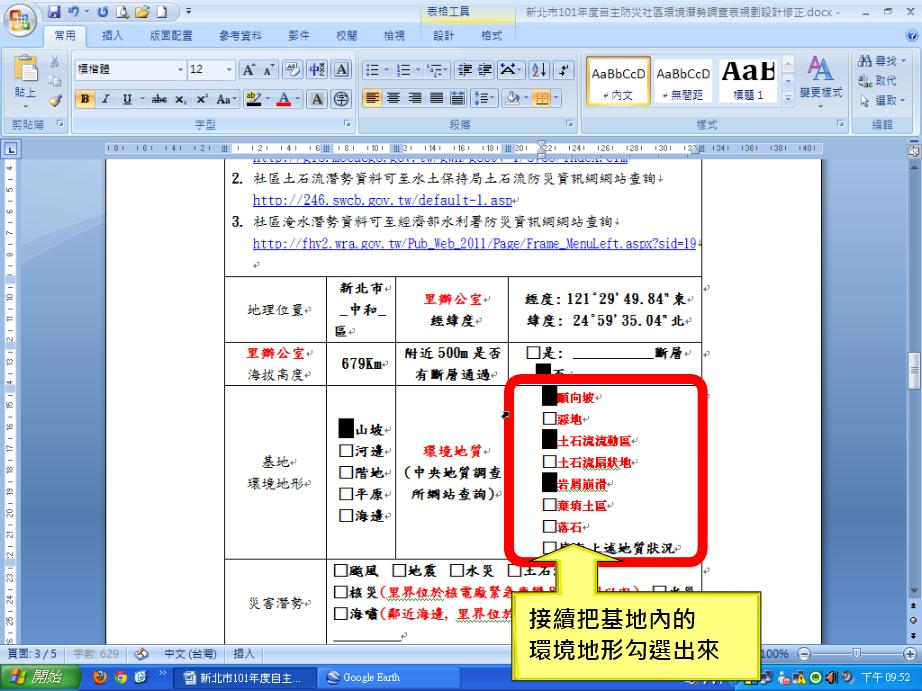 表格工具
新北市101年度自主防災社區環境潛勢調查表規劃設計修正.docx -
常用 插入 版面配置 參考資料 郵件 校閱 檢視 設計 格式
貼上
標楷體 12
B I U abc x₂ x² Aa
AaBbCcD AaBbCcD AaB
內文 無間距 標題 1
變更樣式
尋找
取代
選取
剪貼簿 字型 段落 樣式 編輯
2. 社區土石流潛勢資料可至水土保持局土石流防災資訊網網站查詢
http://246.swcb.gov.tw/default-1.asp
3. 社區淹水潛勢資料可至經濟部水利署防災資訊網網站查詢
http://fhy2.wra.gov.tw/Pub_Web_2011/Page/Frame_MenuLeft.aspx?sid=19
地理位置
新北市
_中和_
區
里辦公室
經緯度
經度:121°29'49.84"東
緯度: 24°59'35.04"北
里辦公室
海拔高度
679Km
附近500m是否
有斷層通過
□是:__________斷層
■否
基地
環境地形
■山坡
□河邊
□階地
□平原
□海邊
環境地質
(中央地質調查
所網站查詢)
■順向坡
□惡地
■土石流流動區
□土石流扇狀地
■岩屑崩滑
□棄填土區
□落石
上述地質狀況
災害潛勢
□颱風 □地震 □水災 □土石
□核災(里界位於核電廠緊急
□海嘯(鄰近海邊, 里界位於
接續把基地內的
環境地形勾選出來
頁面: 3 / 5 字數: 629 中文 (台灣) 插入 100%
開始 新北市101年度自主... Google Earth 下午 09:52